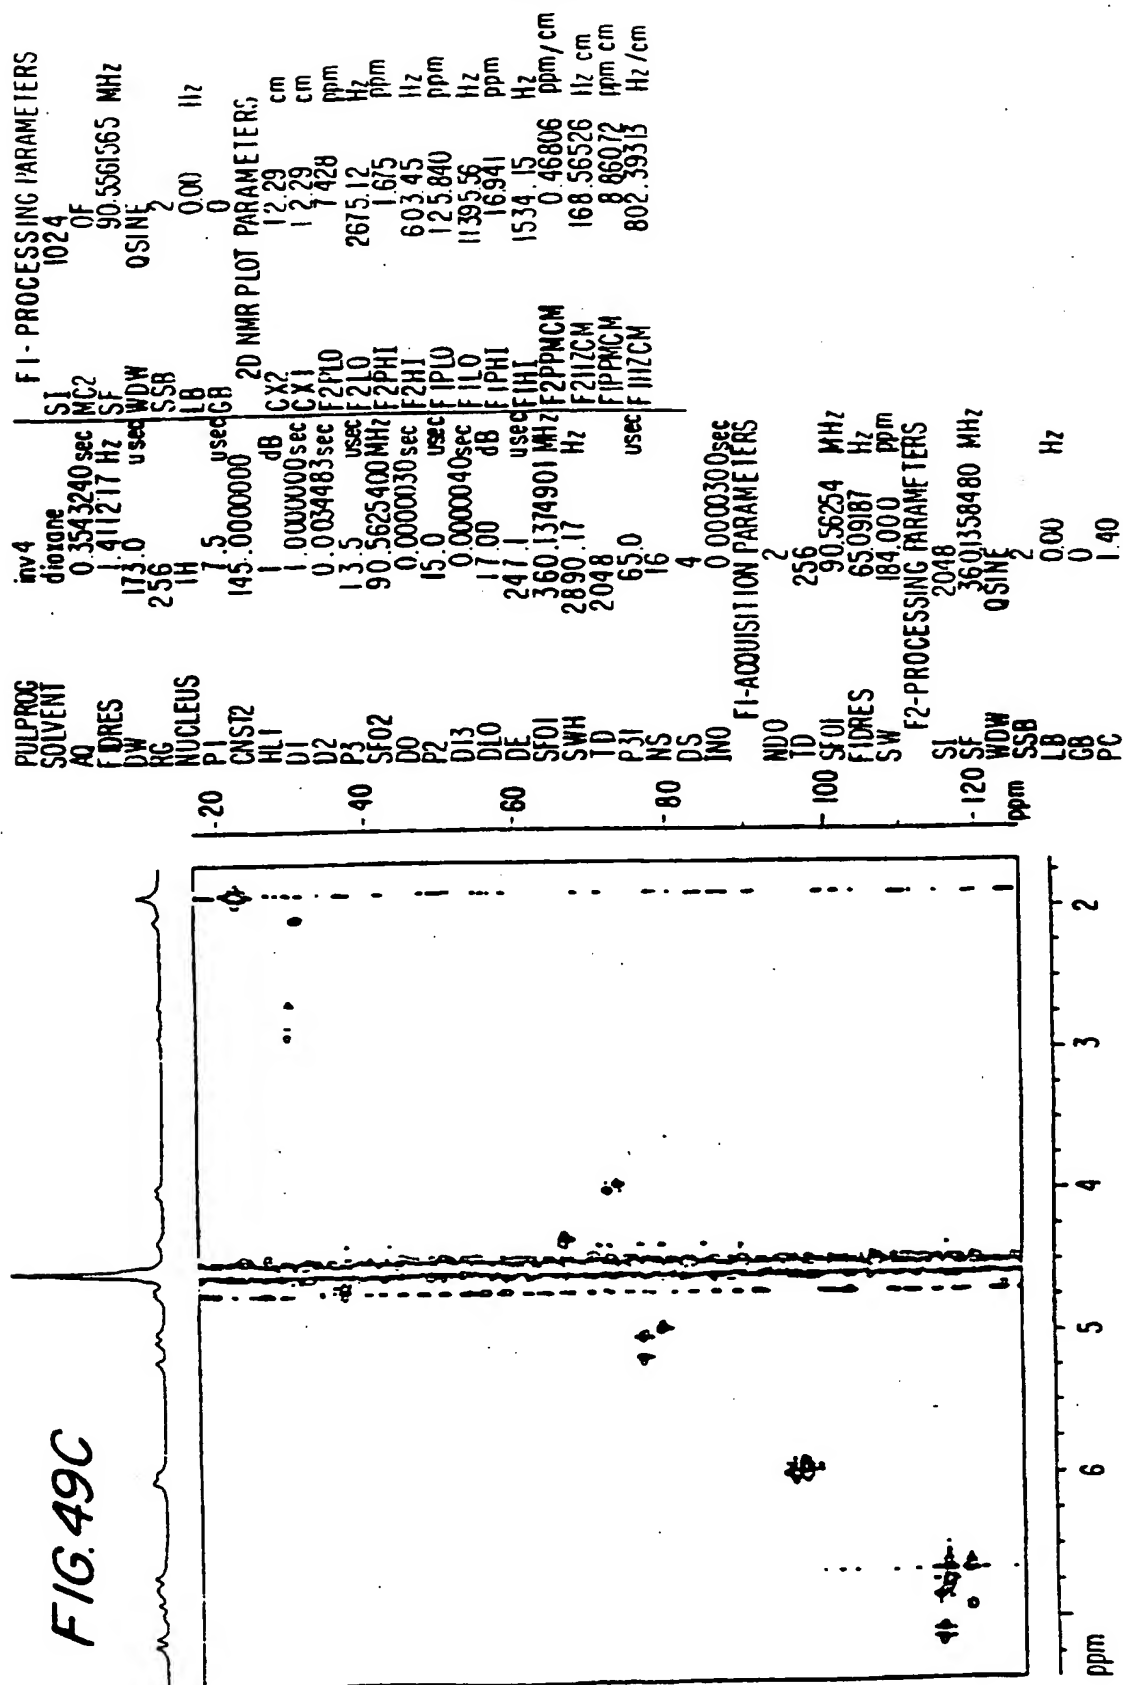 FIG. 49C
ppm
6
5
4
3
2
20
40
60
80
100
120
ppm
PULPROG inv4
SOLVENT dioxane
AQ 0.3543240 sec
FIDRES 1.411217 Hz
DW 173.0 usec
RG 256
NUCLEUS 1H
P1 7.5 usec
CNST2 145.0000000
HL1 1 dB
D1 1.0000000 sec
D2 0.034483 sec
P3 13.5 usec
SFO2 90.5625400 MHz
D0 0.0000030 sec
P2 15.0 usec
D13 0.0000040 sec
DLO 17.00 dB
DE 247.1 usec
SFO1 360.1374901 MHz
SWH 2890.17 Hz
TD 2048
P31 65.0 usec
NS 16
DS 4
INO 0.0000300 sec
F1-ACQUISITION PARAMETERS
NDO 2
TD 256
SFO1 90.56254 MHz
FIDRES 65.09187 Hz
SW 184.000 ppm
F2-PROCESSING PARAMETERS
SI 2048
SF 360.1358480 MHz
WDW QSINE
SSB 2
LB 0.00 Hz
GB 0
PC 1.40
F1-PROCESSING PARAMETERS
SI 1024
MC2 QF
SF 90.5561565 MHz
WDW QSINE
SSB 2
LB 0.00 Hz
GB 0
2D NMR PLOT PARAMETERS
CX2 12.29 cm
CX1 12.29 cm
F2PLO 7.428 ppm
F2LO 2675.12 Hz
F2PHI 1.675 ppm
F2HI 603.45 Hz
F1PLO 125.840 ppm
F1LO 11395.56 Hz
F1PHI 16.941 ppm
F1HI 1534.15 Hz
F2PPMCM 0.46806 ppm/cm
F2HZCM 168.56526 Hz cm
F1PPMCM 8.86072 ppm cm
F1HZCM 802.39313 Hz/cm